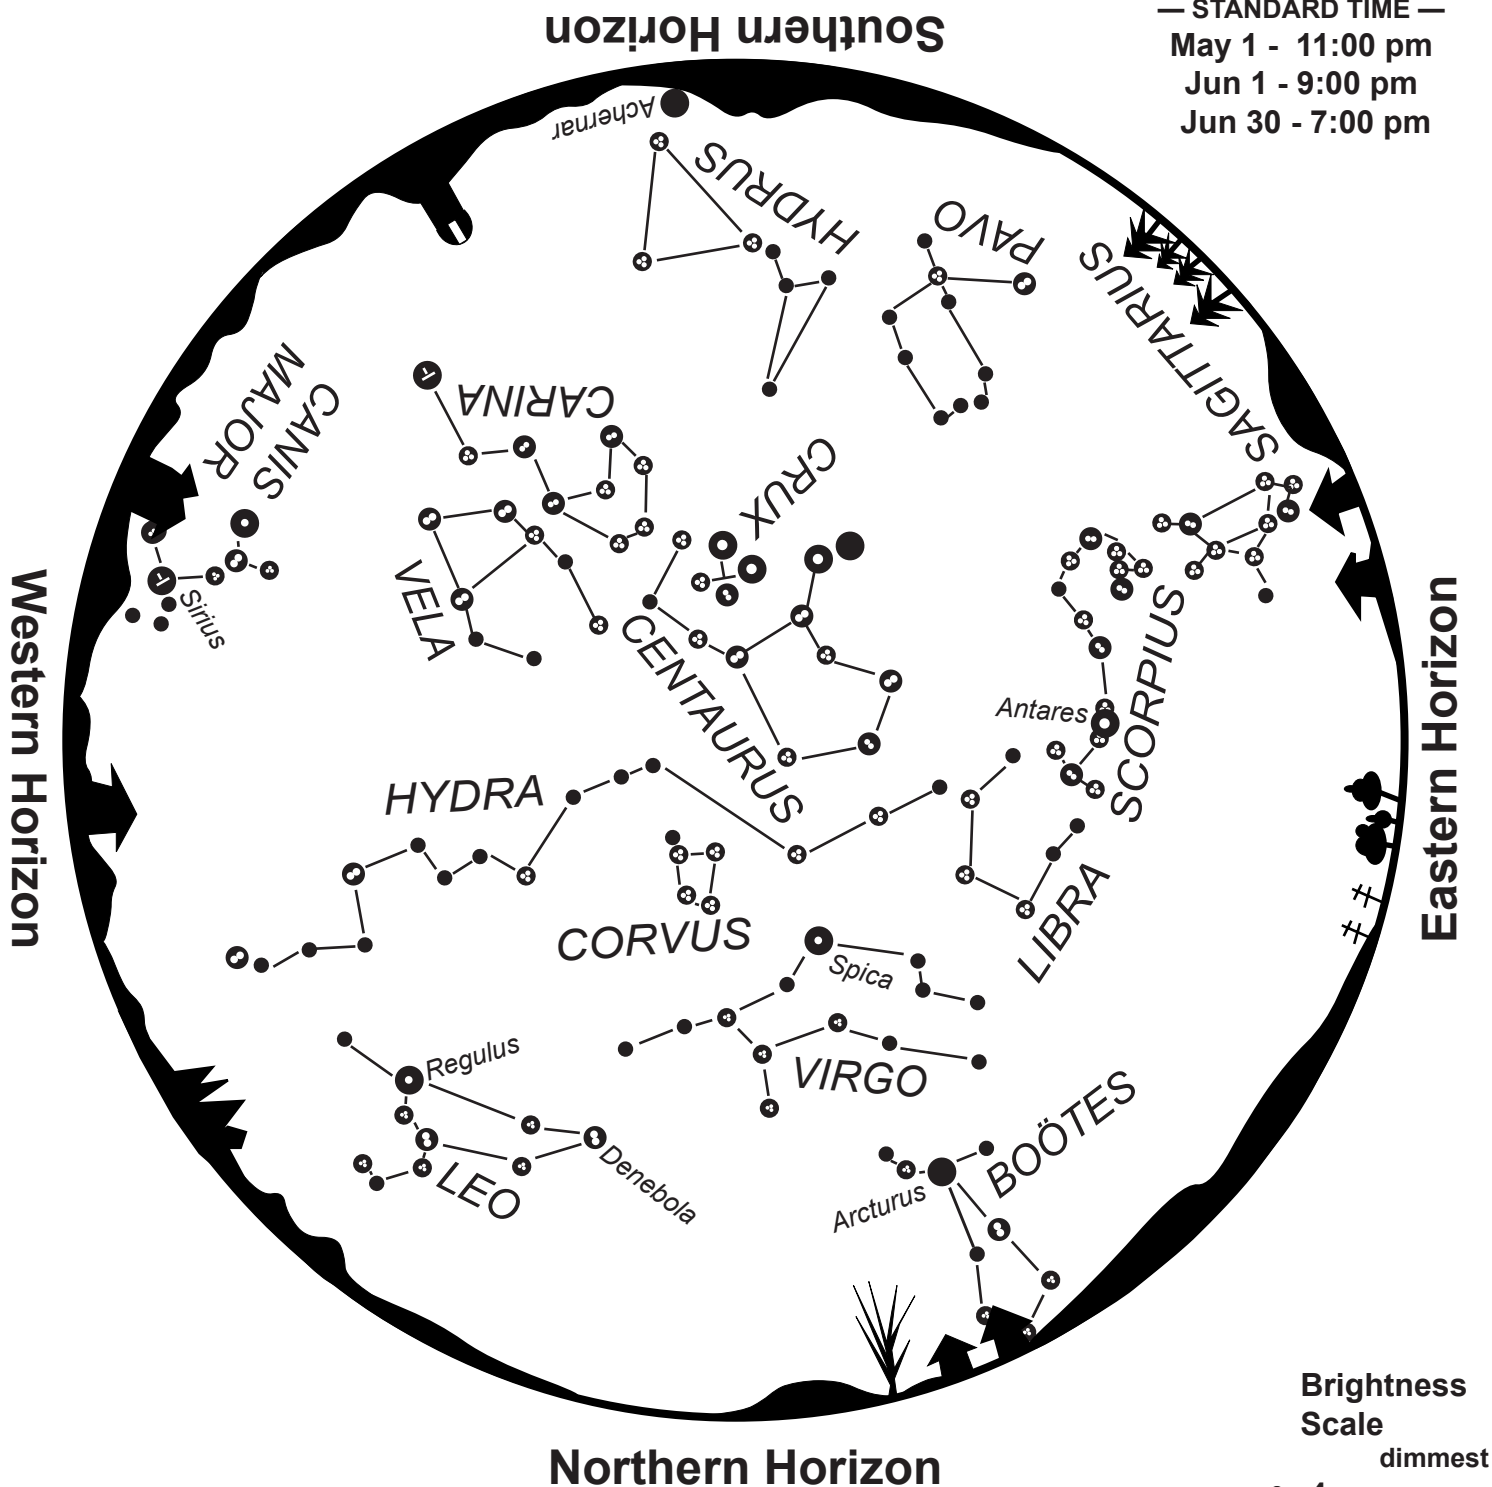 — STANDARD TIME —
May 1 - 11:00 pm
Jun 1 - 9:00 pm
Jun 30 - 7:00 pm
Southern Horizon
Achernar
HYDRUS
PAVO
SAGITTARIUS
CANIS
MAJOR
CARINA
CRUX
Sirius
VELA
CENTAURUS
Antares
SCORPIUS
Western Horizon
Eastern Horizon
HYDRA
CORVUS
LIBRA
Spica
VIRGO
Regulus
LEO
Denebola
BOÖTES
Arcturus
Northern Horizon
Brightness
Scale
dimmest